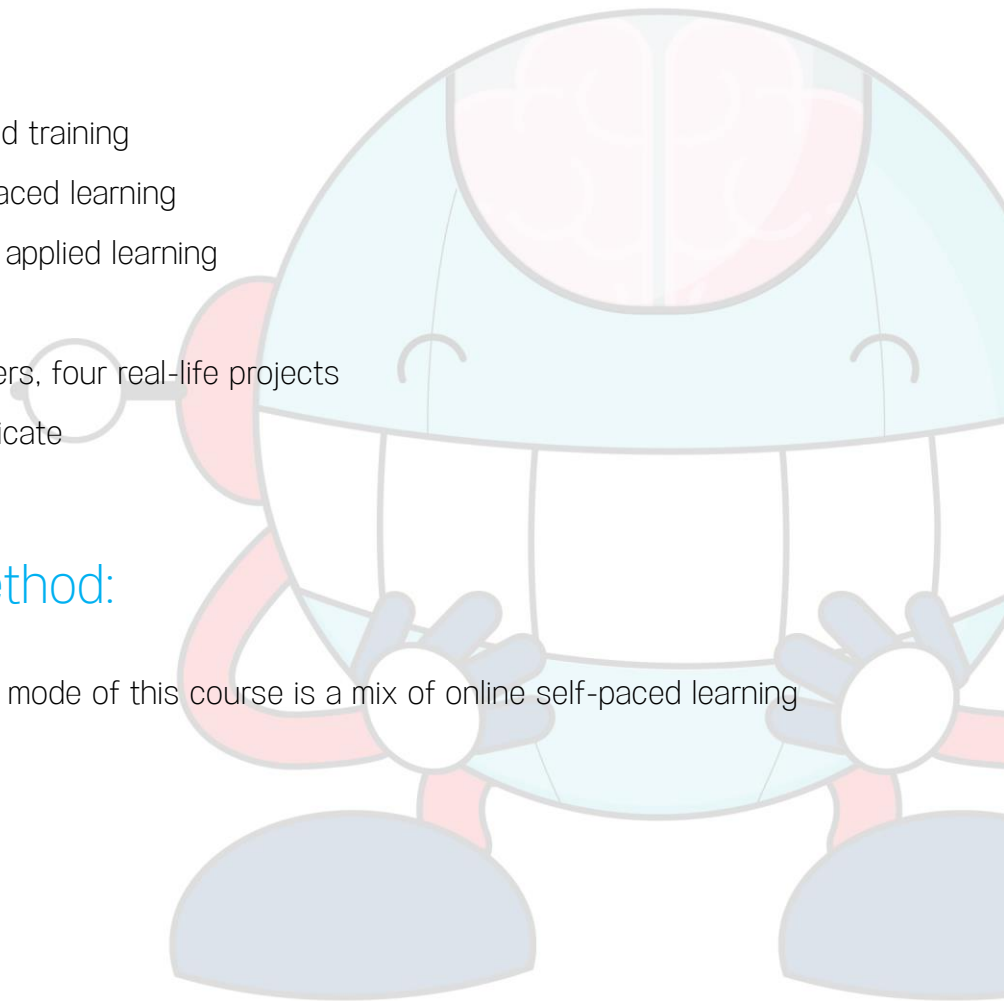 d training
aced learning
applied learning
ers, four real-life projects
icate
ethod:
mode of this course is a mix of online self-paced learning